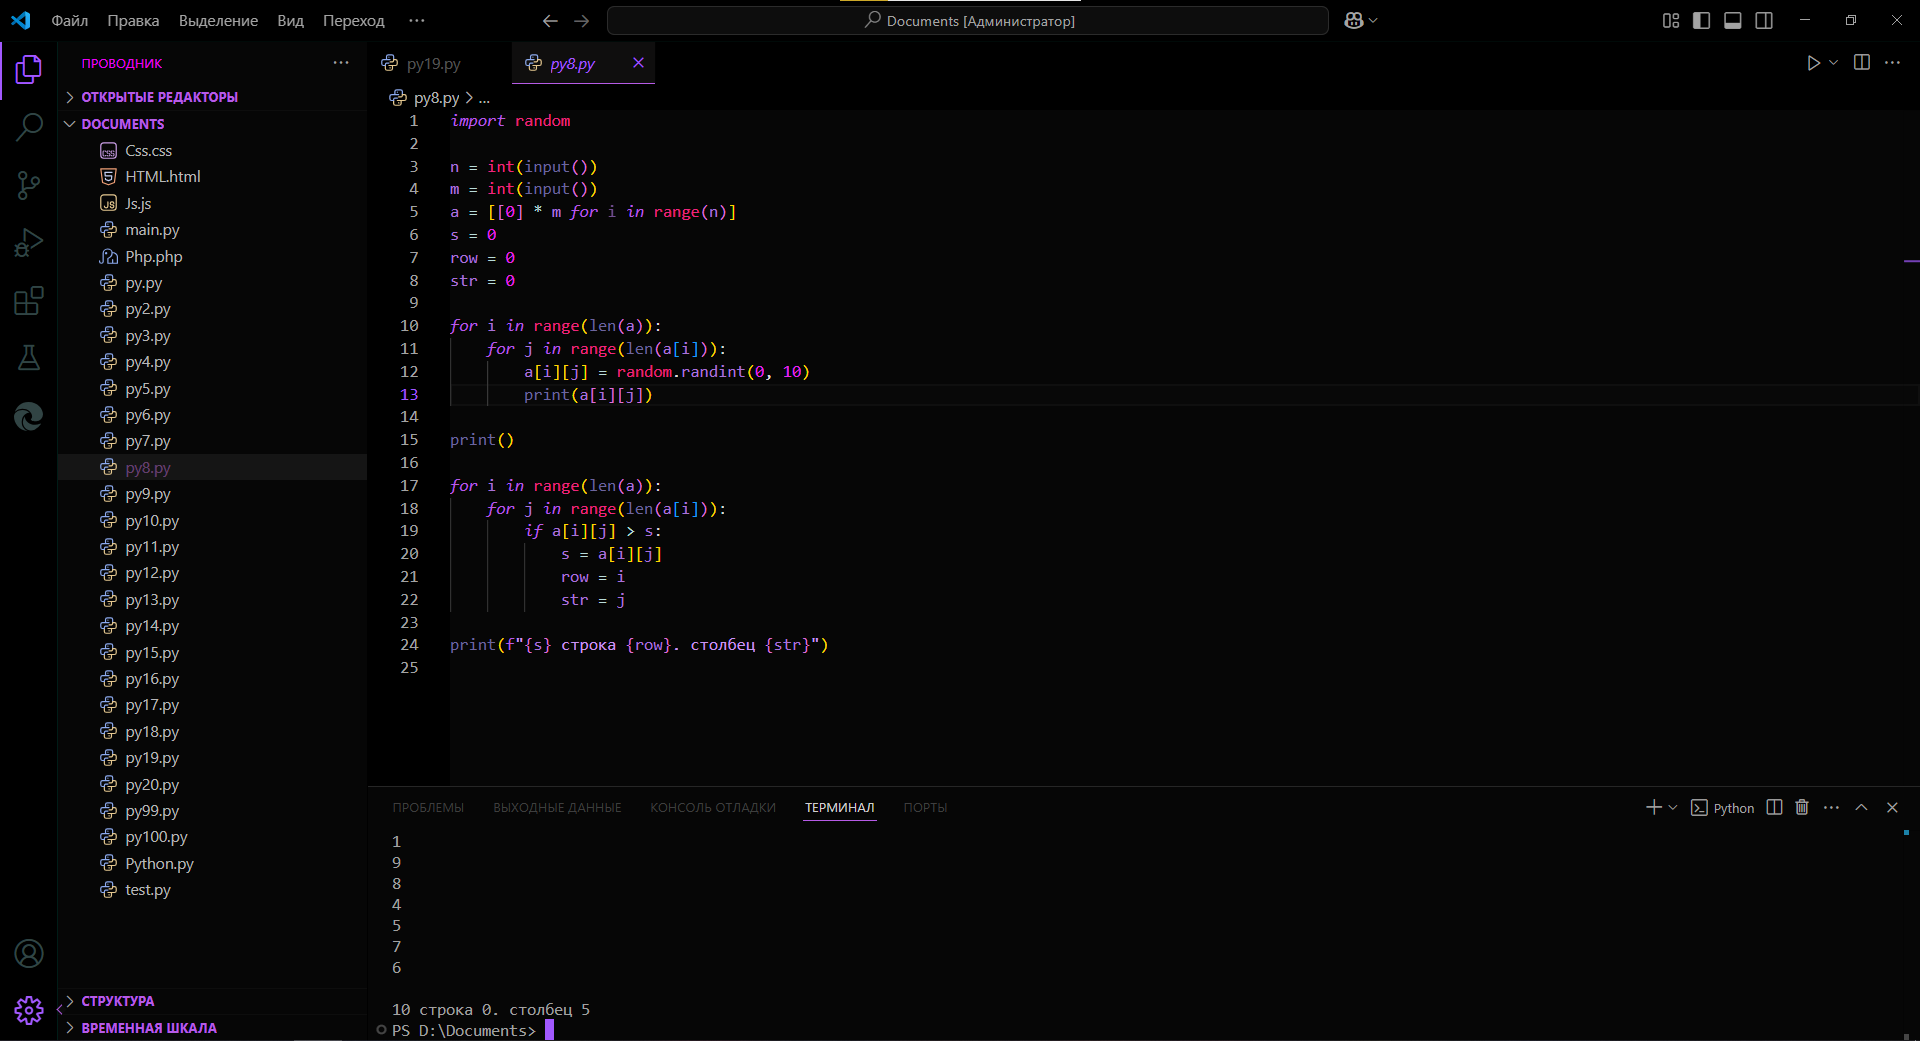 Файл Правка Выделение Вид Переход ···
Documents [Администратор]
ПРОВОДНИК
ОТКРЫТЫЕ РЕДАКТОРЫ
DOCUMENTS
Css.css
HTML.html
Js.js
main.py
Php.php
py.py
py2.py
py3.py
py4.py
py5.py
py6.py
py7.py
py8.py
py9.py
py10.py
py11.py
py12.py
py13.py
py14.py
py15.py
py16.py
py17.py
py18.py
py19.py
py20.py
py99.py
py100.py
Python.py
test.py
СТРУКТУРА
ВРЕМЕННАЯ ШКАЛА
py19.py py8.py
py8.py > ...
1 import random
2
3 n = int(input())
4 m = int(input())
5 a = [[0] * m for i in range(n)]
6 s = 0
7 row = 0
8 str = 0
9
10 for i in range(len(a)):
11     for j in range(len(a[i])):
12         a[i][j] = random.randint(0, 10)
13         print(a[i][j])
14
15 print()
16
17 for i in range(len(a)):
18     for j in range(len(a[i])):
19         if a[i][j] > s:
20             s = a[i][j]
21             row = i
22             str = j
23
24 print(f"{s} строка {row}. столбец {str}")
25
ПРОБЛЕМЫ ВЫХОДНЫЕ ДАННЫЕ КОНСОЛЬ ОТЛАДКИ ТЕРМИНАЛ ПОРТЫ
Python
1
9
8
4
5
7
6
10 строка 0. столбец 5
PS D:\Documents>